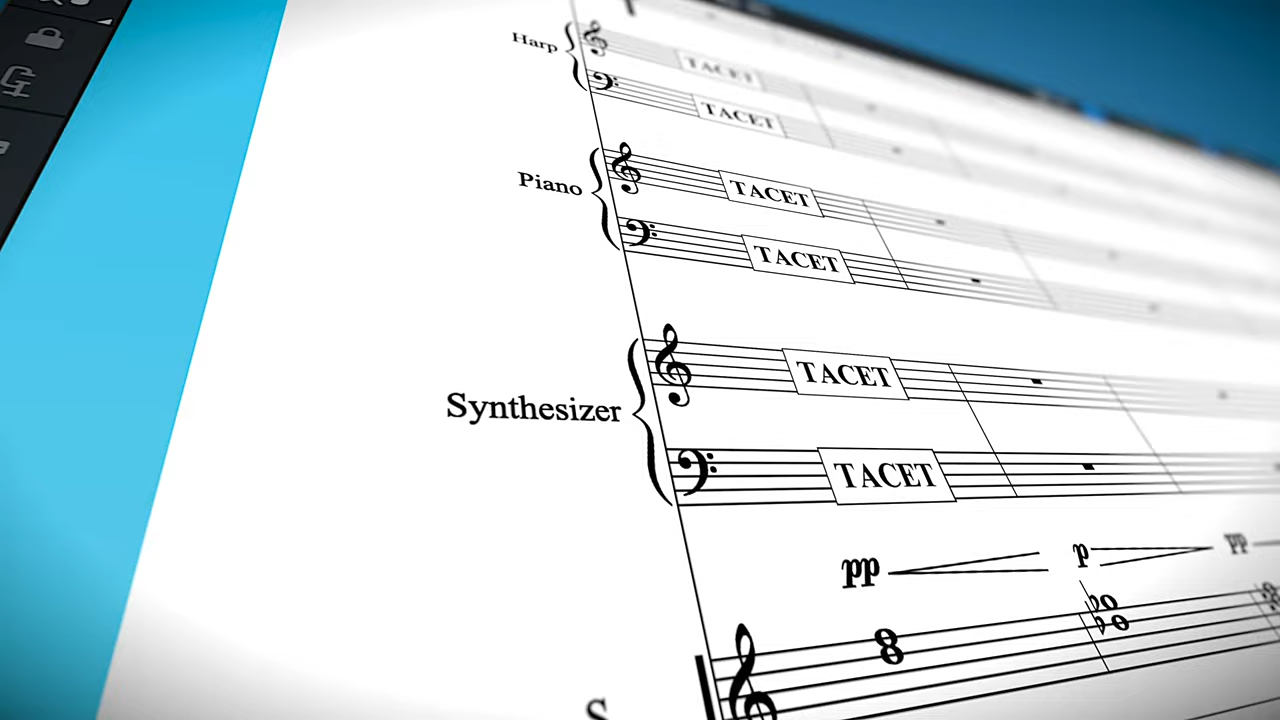 Harp
TACET
TACET
Piano
TACET
TACET
Synthesizer
TACET
TACET
pp
p
pp
S